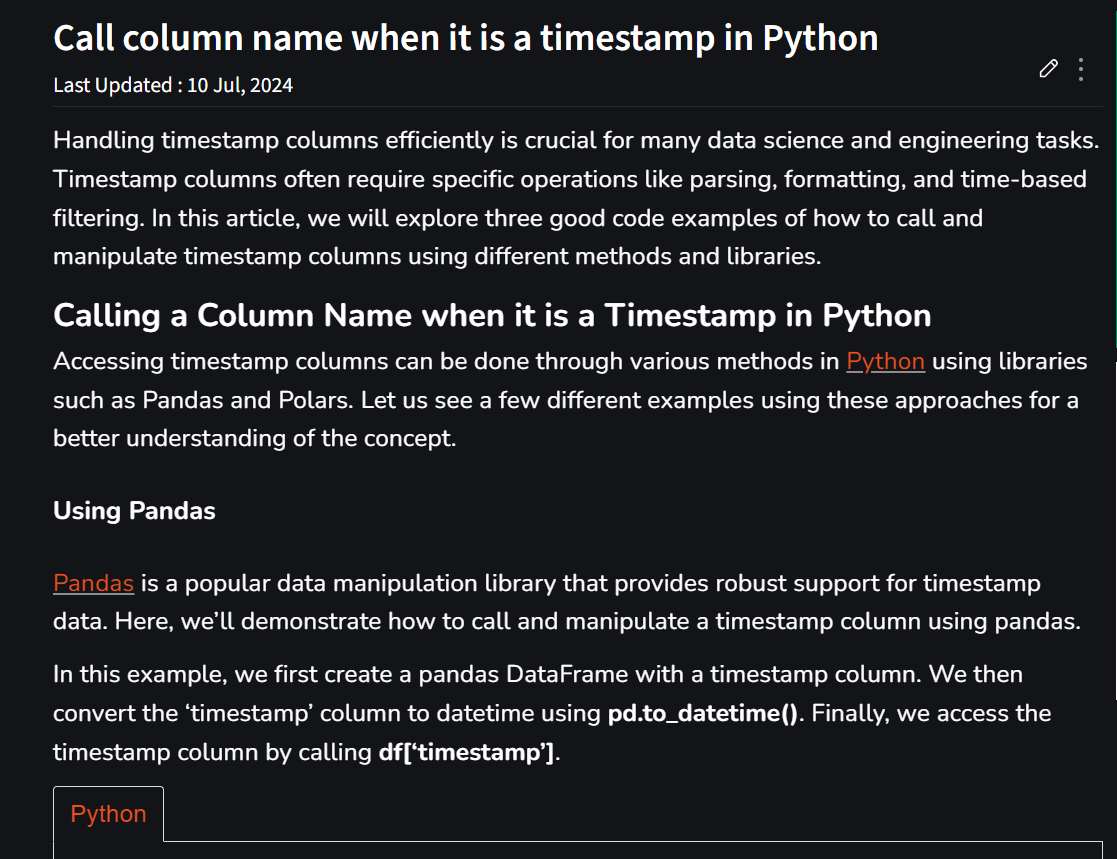 Call column name when it is a timestamp in Python
Last Updated : 10 Jul, 2024
Handling timestamp columns efficiently is crucial for many data science and engineering tasks.
Timestamp columns often require specific operations like parsing, formatting, and time-based
filtering. In this article, we will explore three good code examples of how to call and
manipulate timestamp columns using different methods and libraries.
Calling a Column Name when it is a Timestamp in Python
Accessing timestamp columns can be done through various methods in Python using libraries
such as Pandas and Polars. Let us see a few different examples using these approaches for a
better understanding of the concept.
Using Pandas
Pandas is a popular data manipulation library that provides robust support for timestamp
data. Here, we’ll demonstrate how to call and manipulate a timestamp column using pandas.
In this example, we first create a pandas DataFrame with a timestamp column. We then
convert the ‘timestamp’ column to datetime using pd.to_datetime(). Finally, we access the
timestamp column by calling df[‘timestamp’].
Python